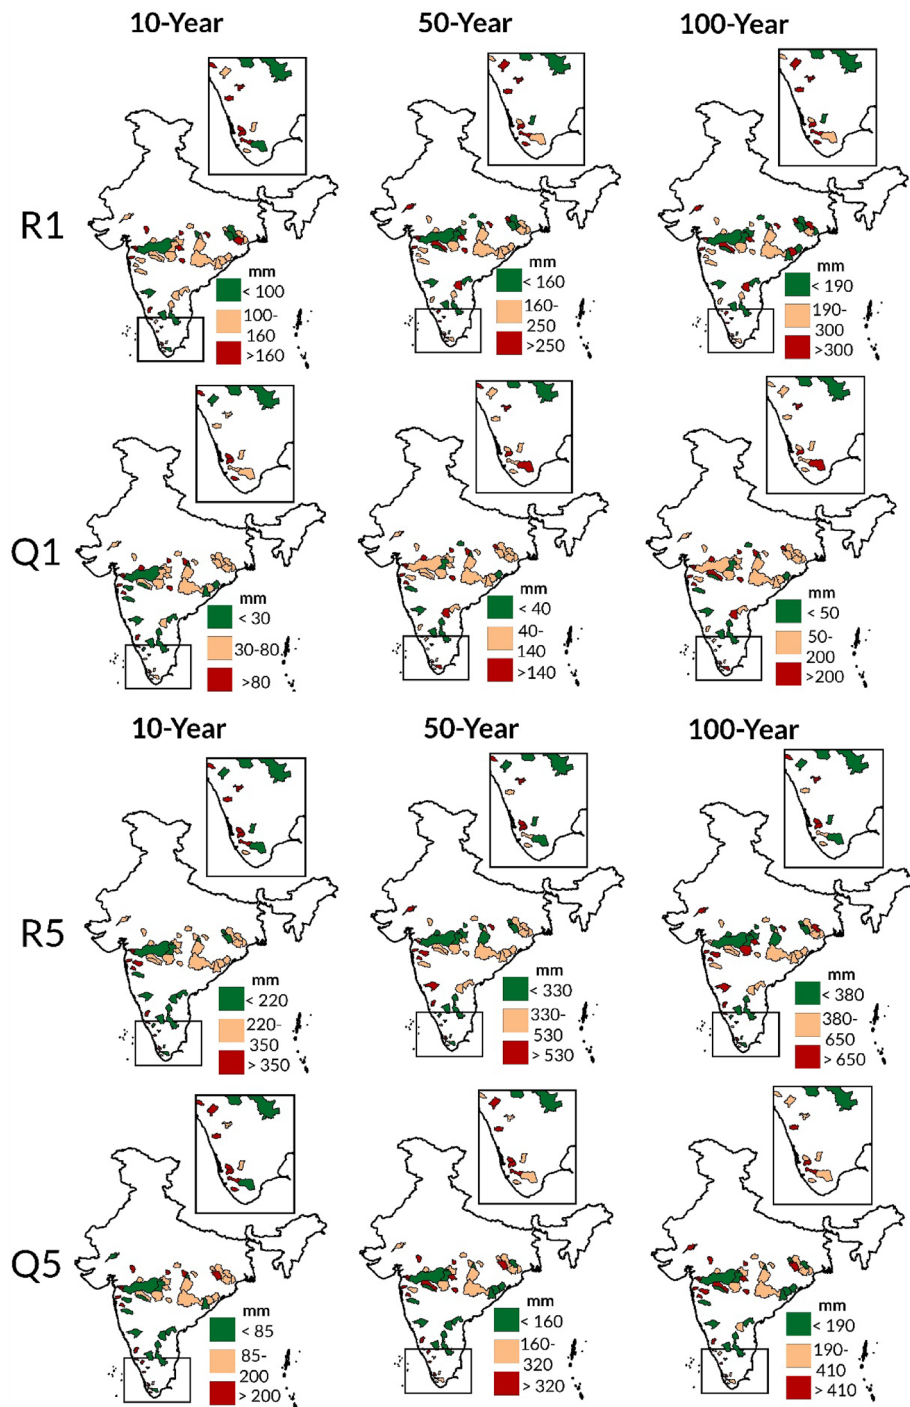 10-Year 50-Year 100-Year
R1
mm
< 100
100-
160
>160
mm
< 160
160-
250
>250
mm
< 190
190-
300
>300
Q1
mm
< 30
30-80
>80
mm
< 40
40-
140
>140
mm
< 50
50-
200
>200
10-Year 50-Year 100-Year
R5
mm
< 220
220-
350
> 350
mm
< 330
330-
530
> 530
mm
< 380
380-
650
> 650
Q5
mm
< 85
85-
200
> 200
mm
< 160
160-
320
> 320
mm
< 190
190-
410
> 410